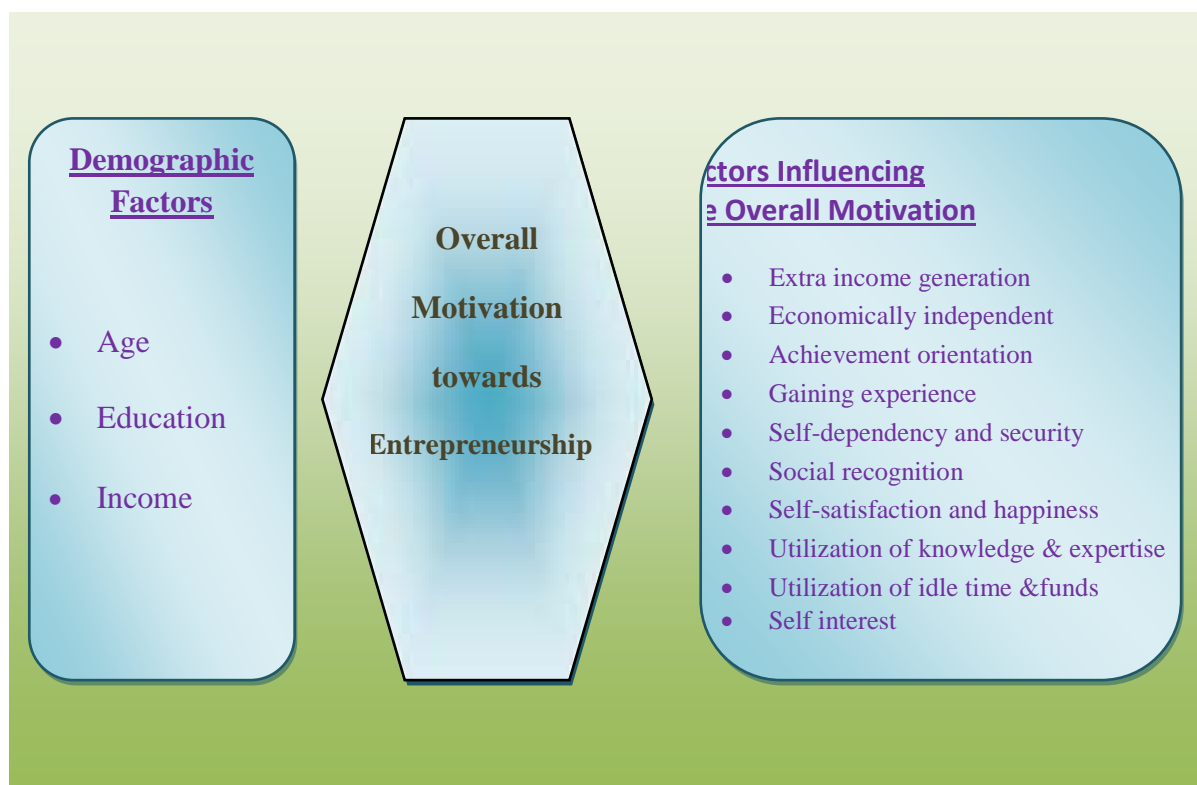 Demographic
Factors
• Age
• Education
• Income
Overall
Motivation
towards
Entrepreneurship
ctors Influencing
e Overall Motivation
• Extra income generation
• Economically independent
• Achievement orientation
• Gaining experience
• Self-dependency and security
• Social recognition
• Self-satisfaction and happiness
• Utilization of knowledge & expertise
• Utilization of idle time &funds
• Self interest